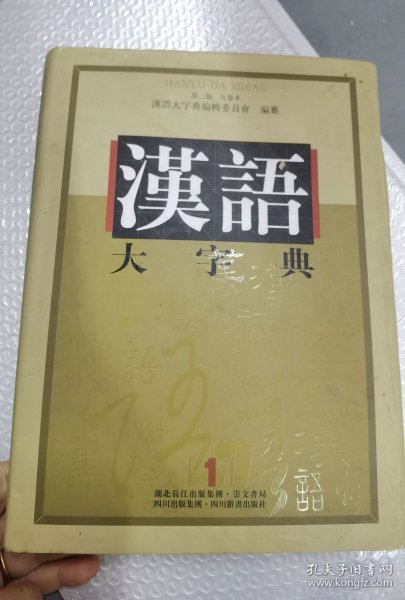 HANYU DA ZIDIAN
第二版 九卷本
漢語大字典編輯委員會 編纂
漢語
大字典
1
湖北長江出版集團·崇文書局
四川出版集團·四川辭書出版社
語
語
孔夫子旧书网
www.kongfz.com